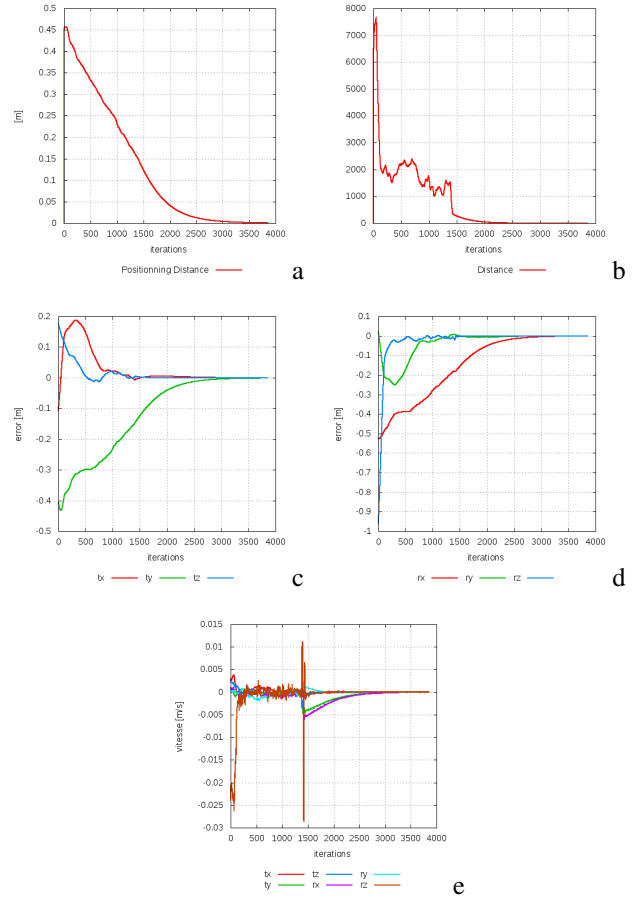 0.5
0.45
0.4
0.35
0.3
0.25
0.2
0.15
0.1
0.05
0
[m]
0 500 1000 1500 2000 2500 3000 3500 4000
iterations
Positionning Distance
a
8000
7000
6000
5000
4000
3000
2000
1000
0
0 500 1000 1500 2000 2500 3000 3500 4000
iterations
Distance
b
0.2
0.1
0
-0.1
-0.2
-0.3
-0.4
-0.5
error [m]
0 500 1000 1500 2000 2500 3000 3500 4000
iterations
tx ty tz
c
0.1
0
-0.1
-0.2
-0.3
-0.4
-0.5
-0.6
-0.7
-0.8
-0.9
-1
error [m]
0 500 1000 1500 2000 2500 3000 3500 4000
iterations
rx ry rz
d
0.015
0.01
0.005
0
-0.005
-0.01
-0.015
-0.02
-0.025
-0.03
vitesse [m/s]
0 500 1000 1500 2000 2500 3000 3500 4000
iterations
tx tz ry
ty rx rz
e